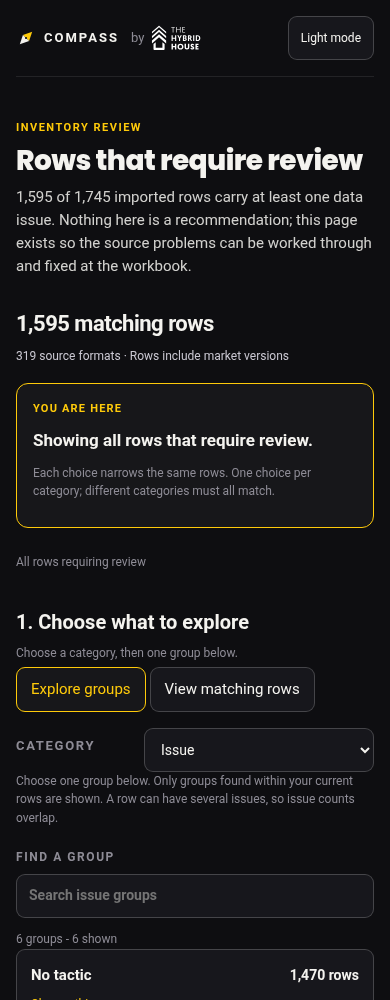 COMPASS by THE HYBRID HOUSE Light mode
INVENTORY REVIEW
Rows that require review
1,595 of 1,745 imported rows carry at least one data
issue. Nothing here is a recommendation; this page
exists so the source problems can be worked through
and fixed at the workbook.
1,595 matching rows
319 source formats · Rows include market versions
YOU ARE HERE
Showing all rows that require review.
Each choice narrows the same rows. One choice per
category; different categories must all match.
All rows requiring review
1. Choose what to explore
Choose a category, then one group below.
Explore groups View matching rows
CATEGORY Issue
Choose one group below. Only groups found within your current
rows are shown. A row can have several issues, so issue counts
overlap.
FIND A GROUP
Search issue groups
6 groups - 6 shown
No tactic 1,470 rows